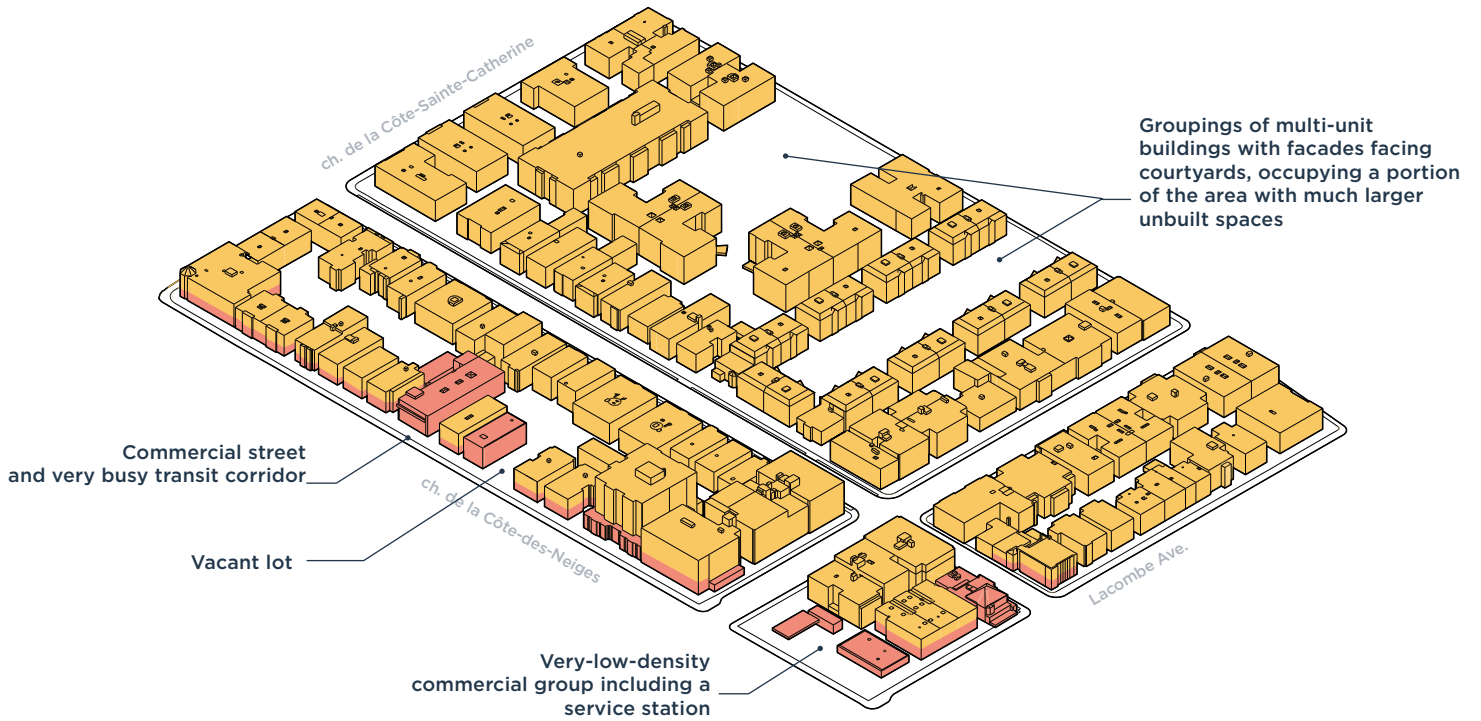 ch. de la Côte-Sainte-Catherine
Groupings of multi-unit
buildings with facades facing
courtyards, occupying a portion
of the area with much larger
unbuilt spaces
Commercial street
and very busy transit corridor
ch. de la Côte-des-Neiges
Vacant lot
Lacombe Ave.
Very-low-density
commercial group including a
service station